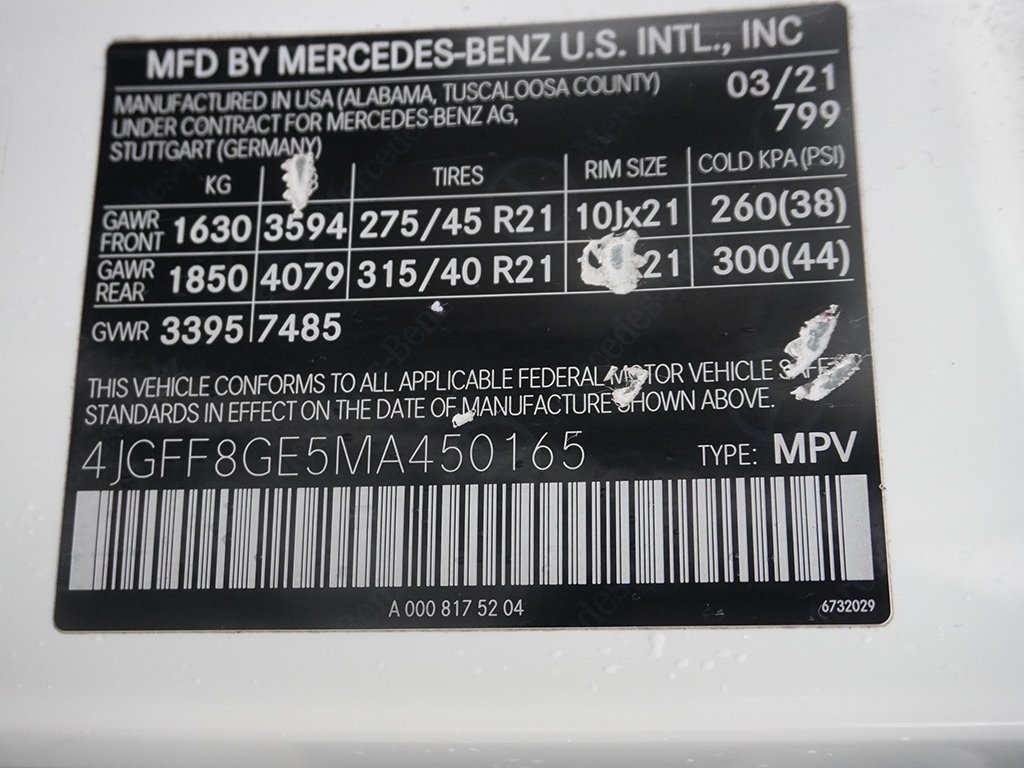 MFD BY MERCEDES-BENZ U.S. INTL., INC
MANUFACTURED IN USA (ALABAMA, TUSCALOOSA COUNTY) 03/21
UNDER CONTRACT FOR MERCEDES-BENZ AG, 799
STUTTGART (GERMANY)
KG TIRES RIM SIZE COLD KPA (PSI)
GAWR FRONT 1630 3594 275/45 R21 10Jx21 260(38)
GAWR REAR 1850 4079 315/40 R21 21 300(44)
GVWR 3395 7485
THIS VEHICLE CONFORMS TO ALL APPLICABLE FEDERAL MOTOR VEHICLE
STANDARDS IN EFFECT ON THE DATE OF MANUFACTURE SHOWN ABOVE.
4JGFF8GE5MA450165 TYPE: MPV
A 000 817 52 04 6732029